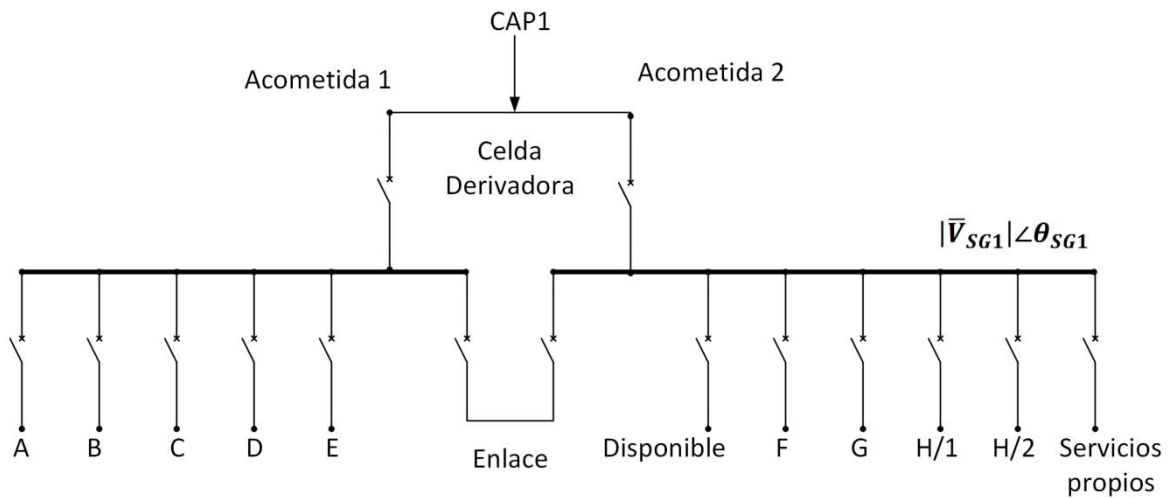 CAP1
Acometida 1
Acometida 2
Celda
Derivadora
|V̅SG1|∠θSG1
A
B
C
D
E
Enlace
Disponible
F
G
H/1
H/2
Servicios
propios